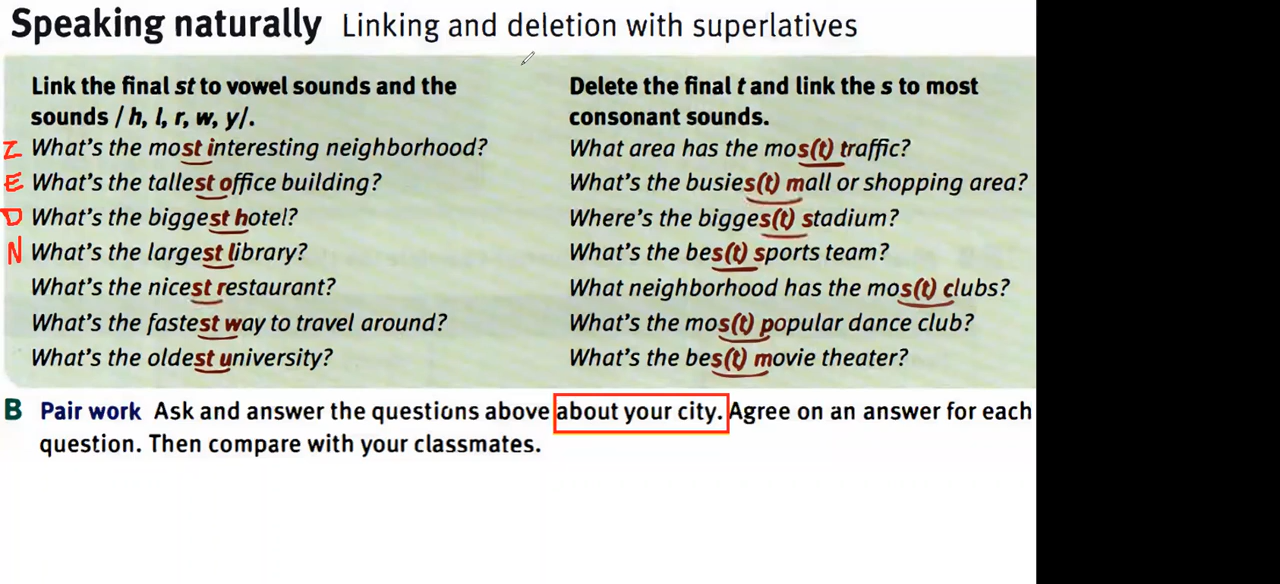 Speaking naturally Linking and deletion with superlatives
Link the final st to vowel sounds and the
sounds / h, l, r, w, y/.
Z What's the most interesting neighborhood?
E What's the tallest office building?
D What's the biggest hotel?
N What's the largest library?
What's the nicest restaurant?
What's the fastest way to travel around?
What's the oldest university?
Delete the final t and link the s to most
consonant sounds.
What area has the mos(t) traffic?
What's the busies(t) mall or shopping area?
Where's the bigges(t) stadium?
What's the bes(t) sports team?
What neighborhood has the mos(t) clubs?
What's the mos(t) popular dance club?
What's the bes(t) movie theater?
B Pair work Ask and answer the questions above about your city. Agree on an answer for each
question. Then compare with your classmates.